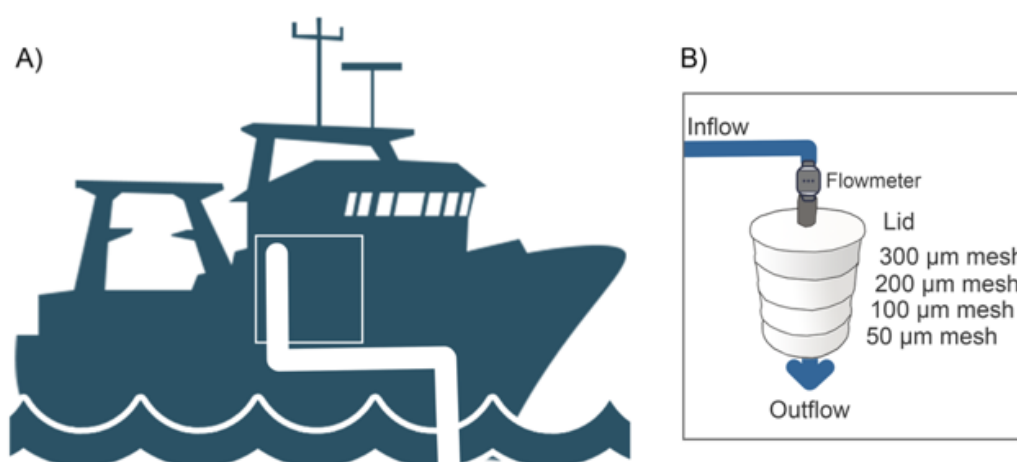 A)
B)
Inflow
Flowmeter
Lid
300 µm mesh
200 µm mesh
100 µm mesh
50 µm mesh
Outflow